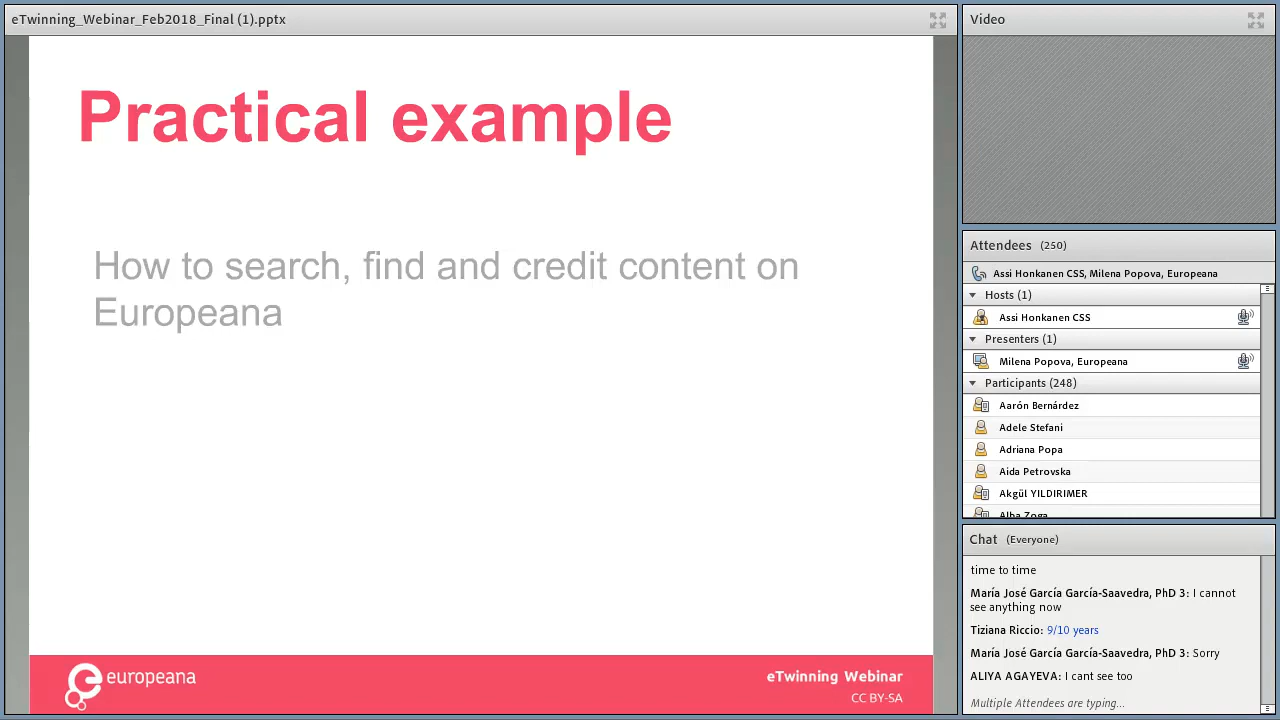 eTwinning_Webinar_Feb2018_Final (1).pptx
Practical example
How to search, find and credit content on
Europeana
europeana
eTwinning Webinar
CC BY-SA
Video
Attendees (250)
Assi Honkanen CSS, Milena Popova, Europeana
Hosts (1)
Assi Honkanen CSS
Presenters (1)
Milena Popova, Europeana
Participants (248)
Aarón Bernárdez
Adele Stefani
Adriana Popa
Aida Petrovska
Akgül YILDIRIMER
Alba Zoga
Chat (Everyone)
time to time
María José García García-Saavedra, PhD 3: I cannot
see anything now
Tiziana Riccio: 9/10 years
María José García García-Saavedra, PhD 3: Sorry
ALIYA AGAYEVA: I cant see too
Multiple Attendees are typing...